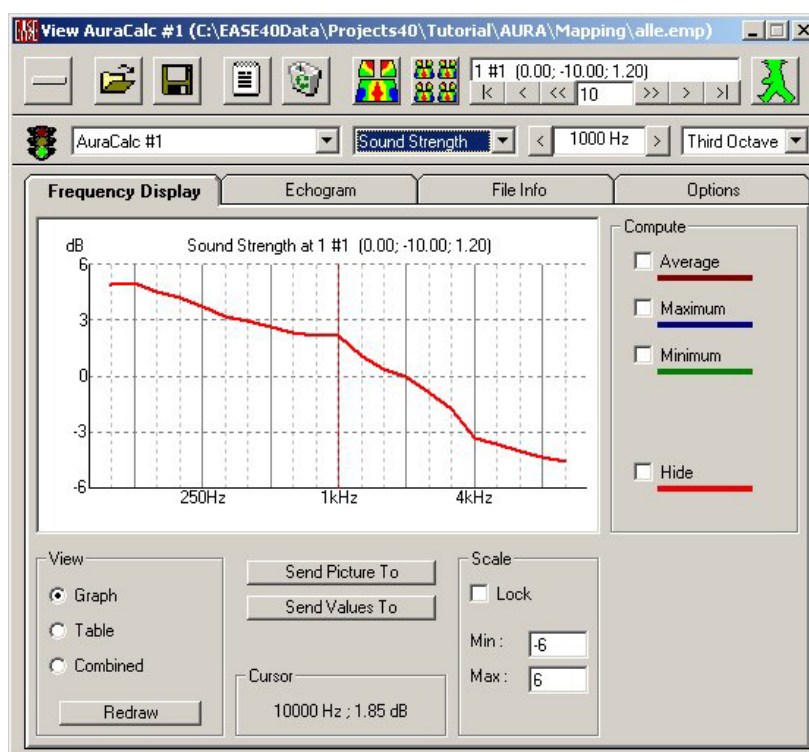 View AuraCalc #1 (C:\EASE40Data\Projects40\Tutorial\AURA\Mapping\alle.emp)
1 #1 (0.00; -10.00; 1.20)
10
AuraCalc #1
Sound Strength
1000 Hz
Third Octave
Frequency Display
Echogram
File Info
Options
dB
Sound Strength at 1 #1 (0.00; -10.00; 1.20)
6
3
0
-3
-6
250Hz
1kHz
4kHz
Compute
Average
Maximum
Minimum
Hide
View
Graph
Table
Combined
Redraw
Send Picture To
Send Values To
Cursor
10000 Hz ; 1.85 dB
Scale
Lock
Min :
-6
Max :
6